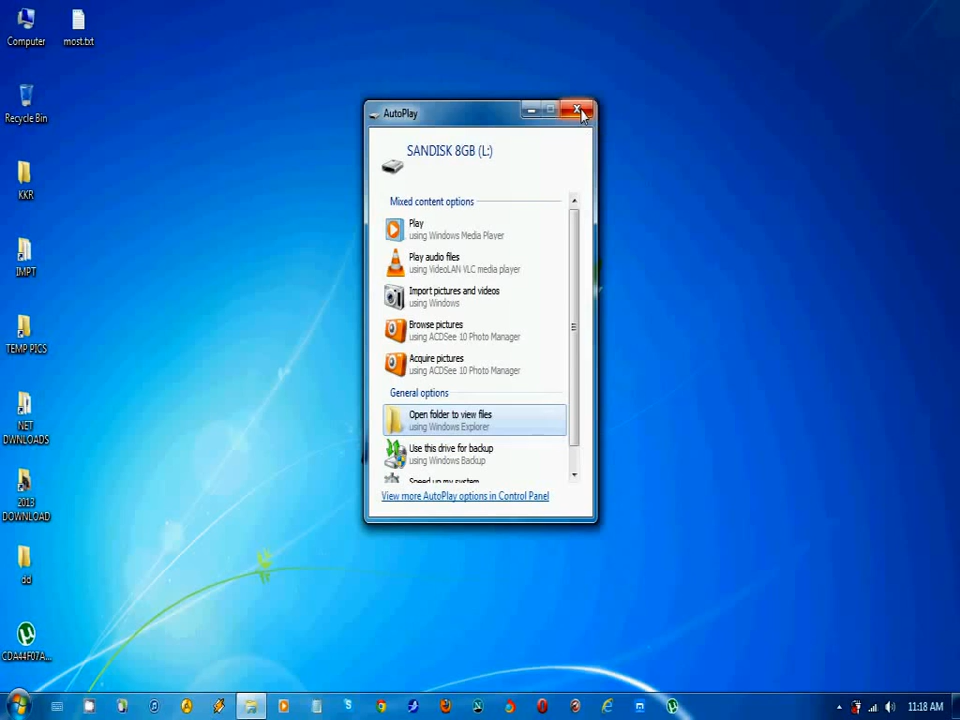 Computer
most.txt
Recycle Bin
KKR
IMPT
TEMP PICS
NET
DWNLOADS
2013
DOWNLOAD
dd
CDA44F07A...
AutoPlay
SANDISK 8GB (L:)
Mixed content options
Play
using Windows Media Player
Play audio files
using VideoLAN VLC media player
Import pictures and videos
using Windows
Browse pictures
using ACDSee 10 Photo Manager
Acquire pictures
using ACDSee 10 Photo Manager
General options
Open folder to view files
using Windows Explorer
Use this drive for backup
using Windows Backup
Speed up my system
View more AutoPlay options in Control Panel
11:18 AM